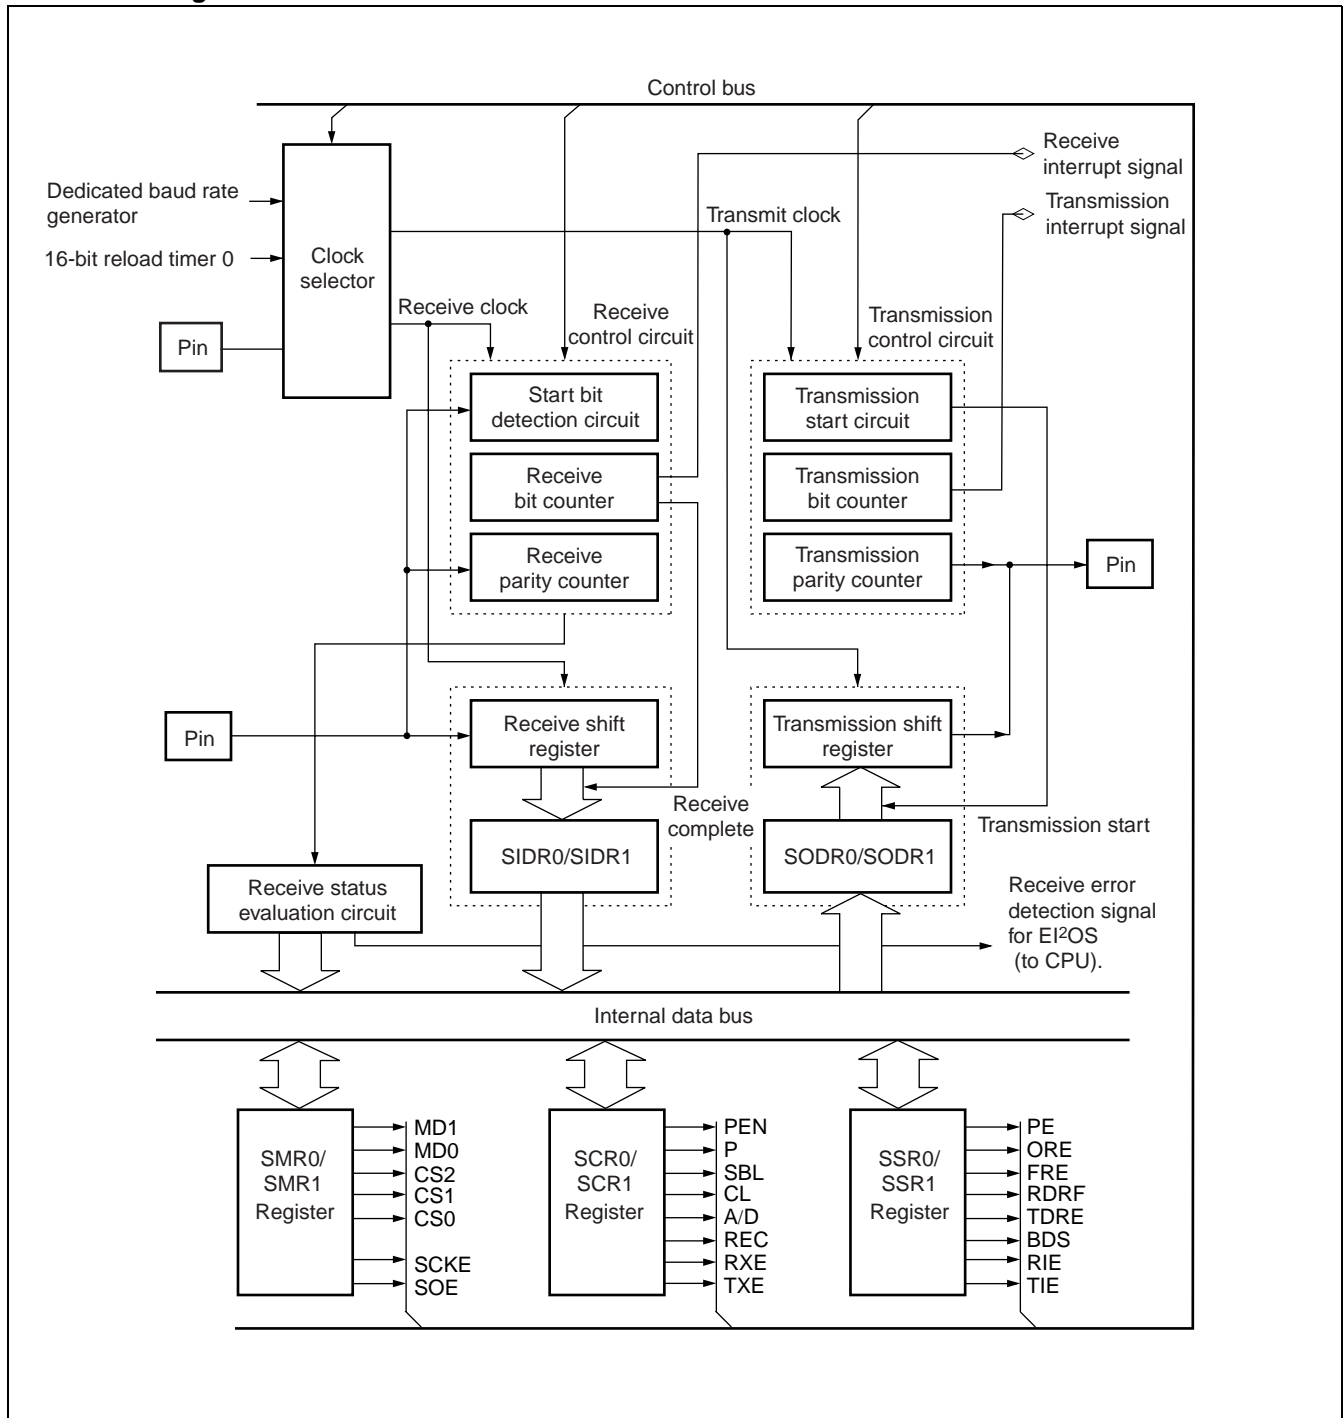 Control bus
Receive
interrupt signal
Transmission
interrupt signal
Dedicated baud rate
generator
16-bit reload timer 0
Pin
Clock
selector
Transmit clock
Receive clock
Receive
control circuit
Transmission
control circuit
Start bit
detection circuit
Receive
bit counter
Receive
parity counter
Transmission
start circuit
Transmission
bit counter
Transmission
parity counter
Pin
Pin
Receive shift
register
Transmission shift
register
Receive
complete
Transmission start
SIDR0/SIDR1
SODR0/SODR1
Receive status
evaluation circuit
Receive error
detection signal
for EI²OS
(to CPU).
Internal data bus
SMR0/
SMR1
Register
MD1
MD0
CS2
CS1
CS0
SCKE
SOE
SCR0/
SCR1
Register
PEN
P
SBL
CL
A/D
REC
RXE
TXE
SSR0/
SSR1
Register
PE
ORE
FRE
RDRF
TDRE
BDS
RIE
TIE